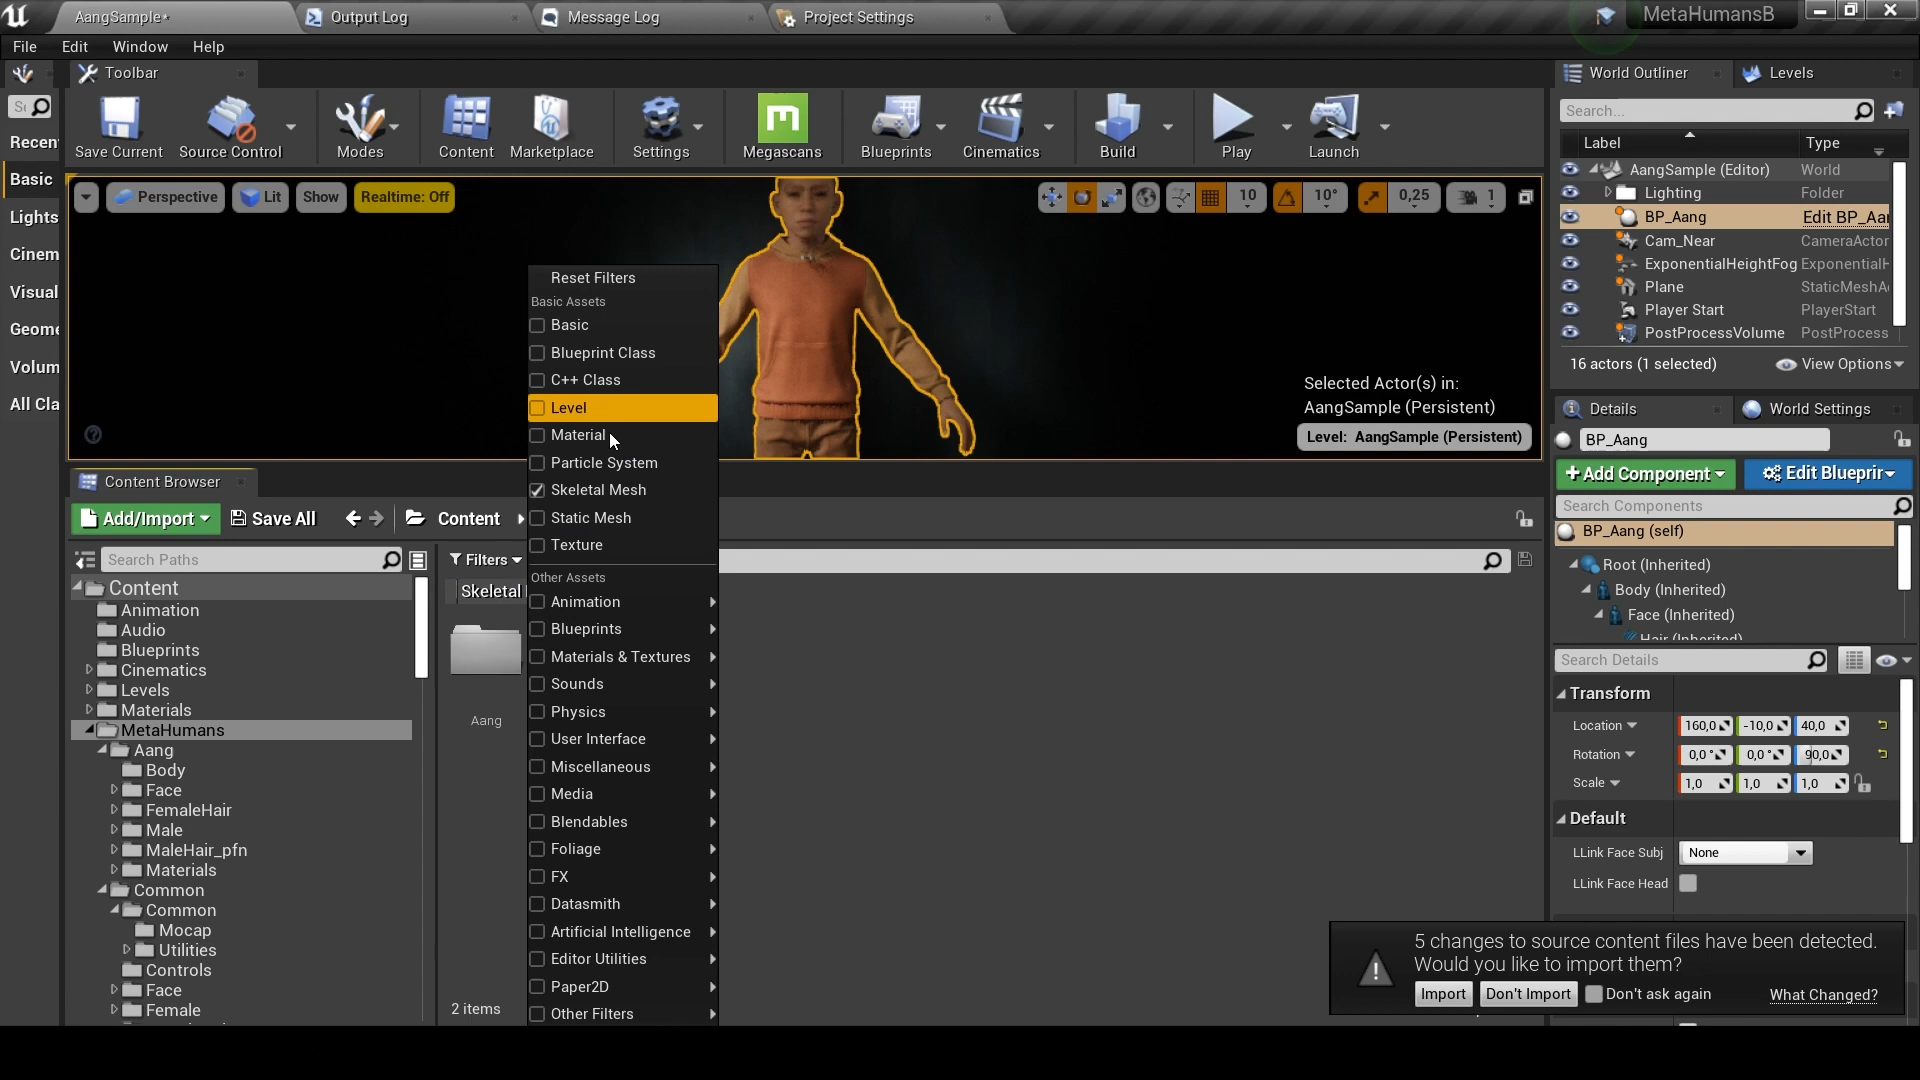 AangSample*
Output Log
Message Log
Project Settings
MetaHumansB
File
Edit
Window
Help
Toolbar
World Outliner
Levels
Save Current
Source Control
Modes
Content
Marketplace
Settings
Megascans
Blueprints
Cinematics
Build
Play
Launch
Recen
Basic
Lights
Cinem
Visual
Geome
Volum
All Cla
Perspective
Lit
Show
Realtime: Off
10
10°
0,25
1
Search...
Label
Type
AangSample (Editor)
World
Lighting
Folder
BP_Aang
Edit BP_Aa
Cam_Near
CameraActor
ExponentialHeightFog
Exponential
Plane
StaticMeshA
Player Start
PlayerStart
PostProcessVolume
PostProcess
16 actors (1 selected)
View Options
Selected Actor(s) in:
AangSample (Persistent)
Level: AangSample (Persistent)
Reset Filters
Basic Assets
Basic
Blueprint Class
C++ Class
Level
Material
Particle System
Skeletal Mesh
Static Mesh
Texture
Other Assets
Animation
Blueprints
Materials & Textures
Sounds
Physics
User Interface
Miscellaneous
Media
Blendables
Foliage
FX
Datasmith
Artificial Intelligence
Editor Utilities
Paper2D
Other Filters
Content Browser
Add/Import
Save All
Content
Search Paths
Filters
Skeletal
Content
Animation
Audio
Blueprints
Cinematics
Levels
Materials
MetaHumans
Aang
Body
Face
FemaleHair
Male
MaleHair_pfn
Materials
Common
Common
Mocap
Utilities
Controls
Face
Female
Aang
2 items
Details
World Settings
BP_Aang
+Add Component
Edit Blueprir
Search Components
BP_Aang (self)
Root (Inherited)
Body (Inherited)
Face (Inherited)
Hair (Inherited)
Search Details
Transform
Location
160,0
-10,0
40,0
Rotation
0,0 °
0,0 °
90,0
Scale
1,0
1,0
1,0
Default
LLink Face Subj
None
LLink Face Head
5 changes to source content files have been detected.
Would you like to import them?
Import
Don't Import
Don't ask again
What Changed?